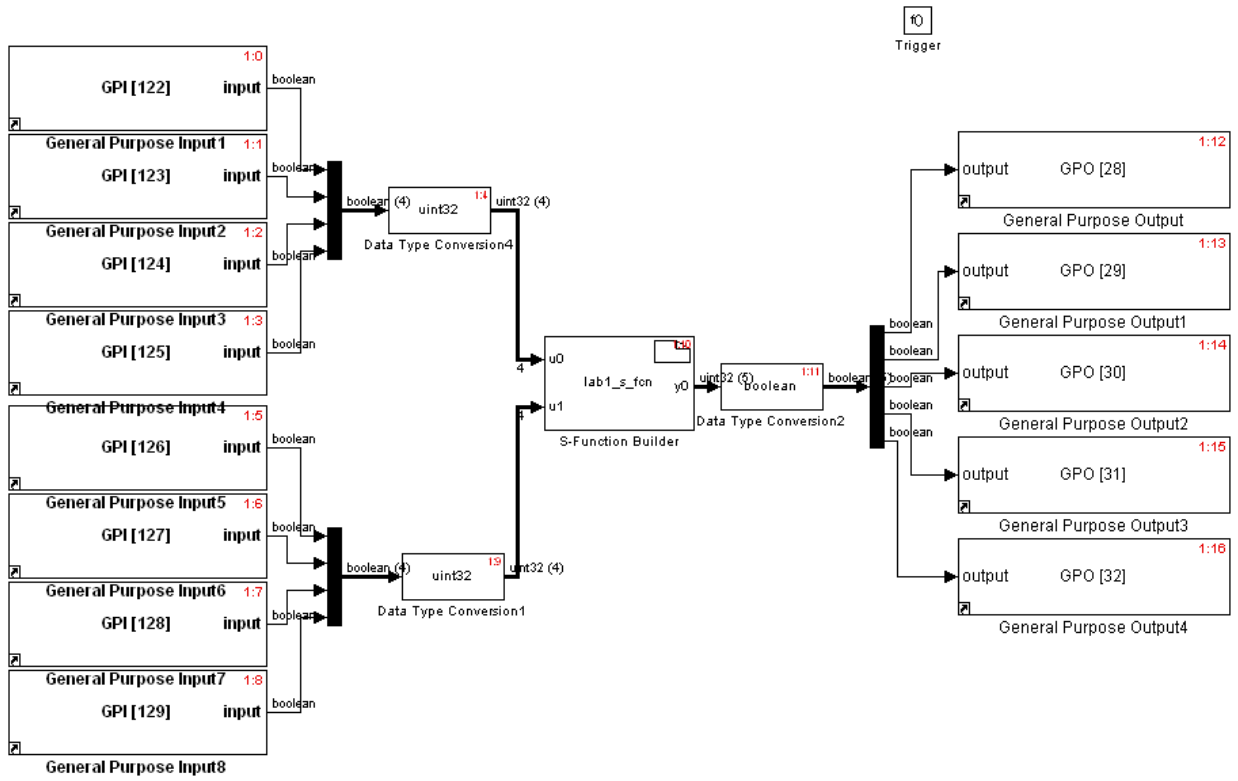 f()
Trigger
1:0
GPI [122] input boolean
General Purpose Input1 1:1
GPI [123] input boolean
General Purpose Input2 1:2
GPI [124] input boolean
General Purpose Input3 1:3
GPI [125] input boolean
General Purpose Input4
boolean (4)
1:4
uint32
uint32 (4)
Data Type Conversion4
1:5
GPI [126] input boolean
General Purpose Input5 1:6
GPI [127] input boolean
General Purpose Input6 1:7
GPI [128] input boolean
General Purpose Input7 1:8
GPI [129] input boolean
General Purpose Input8
boolean (4)
1:9
uint32
uint32 (4)
Data Type Conversion1
4
4
1:10
u0
lab1_s_fcn
y0
u1
S-Function Builder
uint32 (5)
1:11
boolean
boolean (5)
Data Type Conversion2
boolean
boolean
boolean
boolean
boolean
1:12
output GPO [28]
General Purpose Output
1:13
output GPO [29]
General Purpose Output1
1:14
output GPO [30]
General Purpose Output2
1:15
output GPO [31]
General Purpose Output3
1:16
output GPO [32]
General Purpose Output4